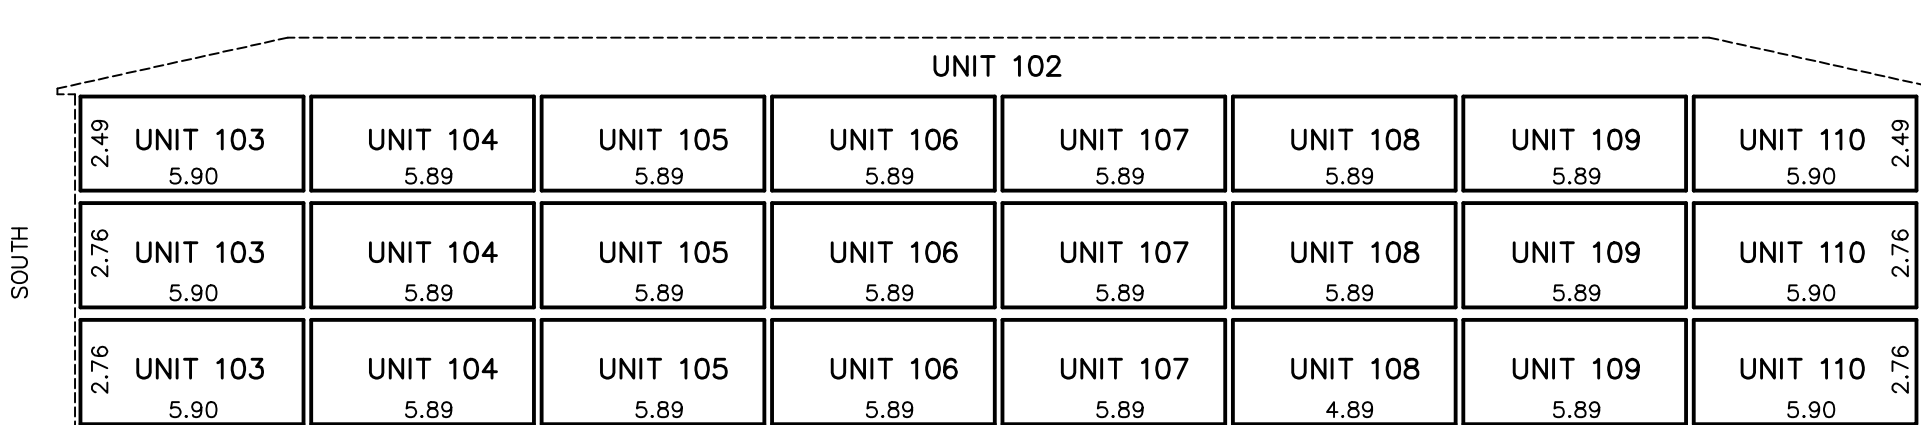 UNIT 102
2.49 UNIT 103 UNIT 104 UNIT 105 UNIT 106 UNIT 107 UNIT 108 UNIT 109 UNIT 110 2.49
5.90 5.89 5.89 5.89 5.89 5.89 5.89 5.90
SOUTH
2.76 UNIT 103 UNIT 104 UNIT 105 UNIT 106 UNIT 107 UNIT 108 UNIT 109 UNIT 110 2.76
5.90 5.89 5.89 5.89 5.89 5.89 5.89 5.90
2.76 UNIT 103 UNIT 104 UNIT 105 UNIT 106 UNIT 107 UNIT 108 UNIT 109 UNIT 110 2.76
5.90 5.89 5.89 5.89 5.89 4.89 5.89 5.90